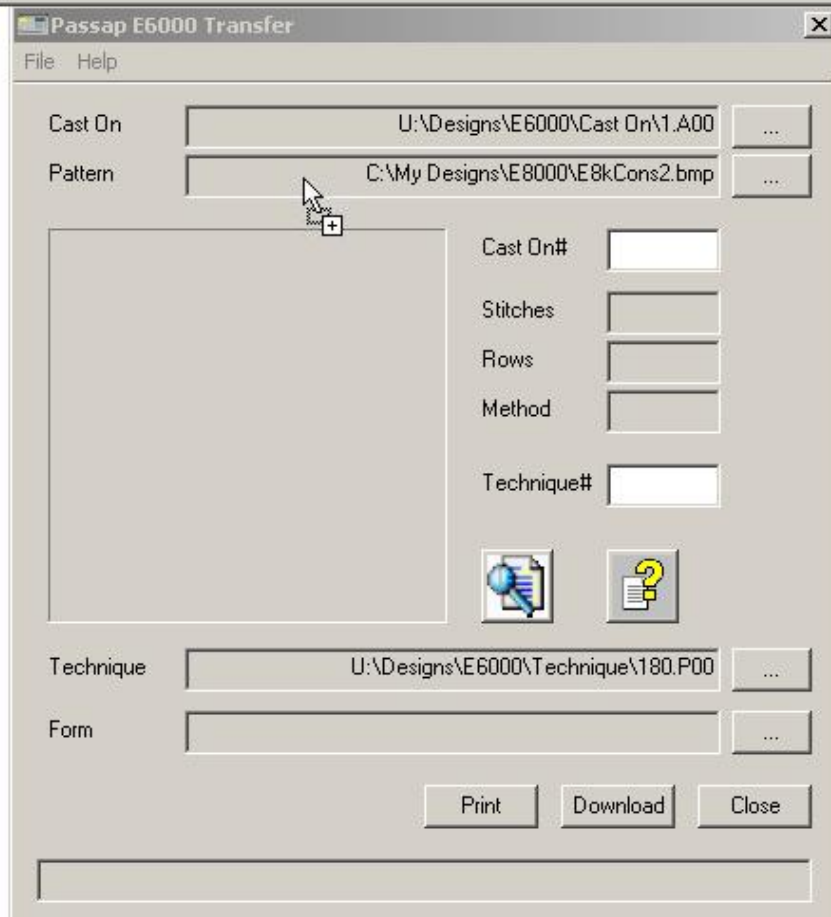 Passap E6000 Transfer
File Help
Cast On U:\Designs\E6000\Cast On\1.A00 ...
Pattern C:\My Designs\E8000\E8kCons2.bmp ...
Cast On#
Stitches
Rows
Method
Technique#
Technique U:\Designs\E6000\Technique\180.P00 ...
Form ...
Print Download Close